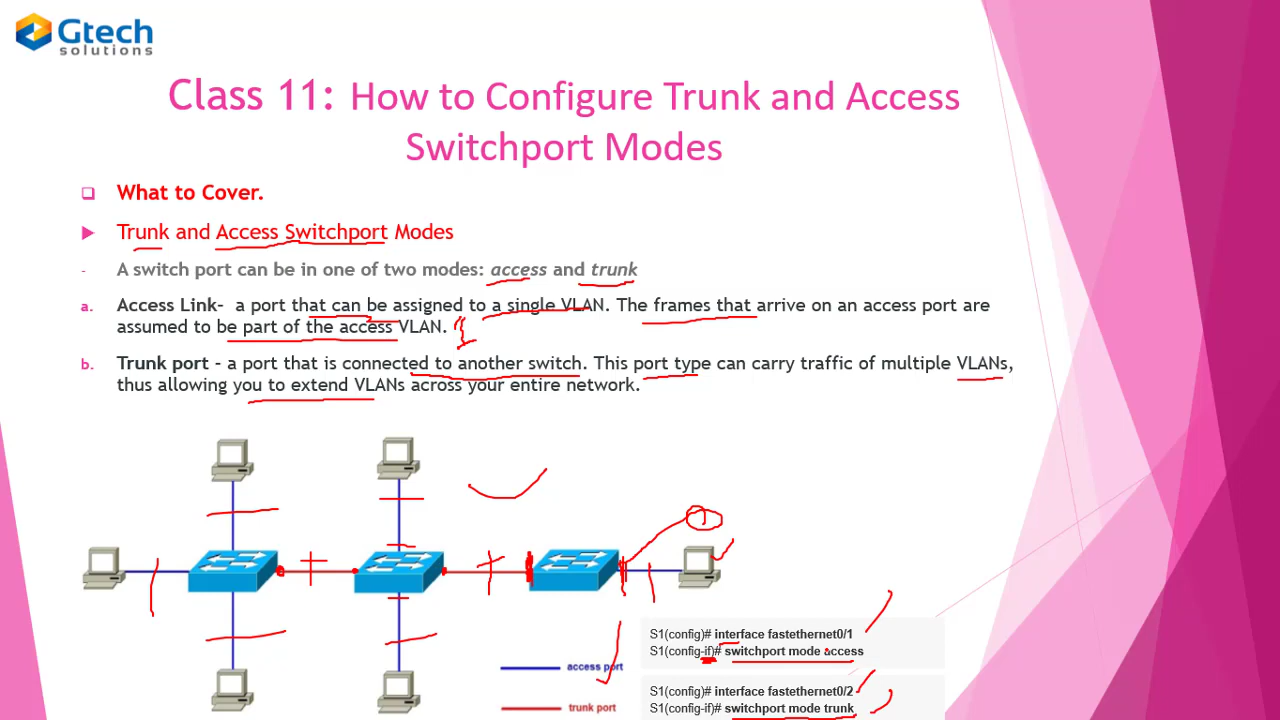 Gtech
solutions
Class 11: How to Configure Trunk and Access
Switchport Modes
What to Cover.
Trunk and Access Switchport Modes
- A switch port can be in one of two modes: access and trunk
a. Access Link– a port that can be assigned to a single VLAN. The frames that arrive on an access port are
assumed to be part of the access VLAN.
b. Trunk port – a port that is connected to another switch. This port type can carry traffic of multiple VLANs,
thus allowing you to extend VLANs across your entire network.
1
S1(config)# interface fastethernet0/1
S1(config-if)# switchport mode access
access port
S1(config)# interface fastethernet0/2
S1(config-if)# switchport mode trunk
trunk port